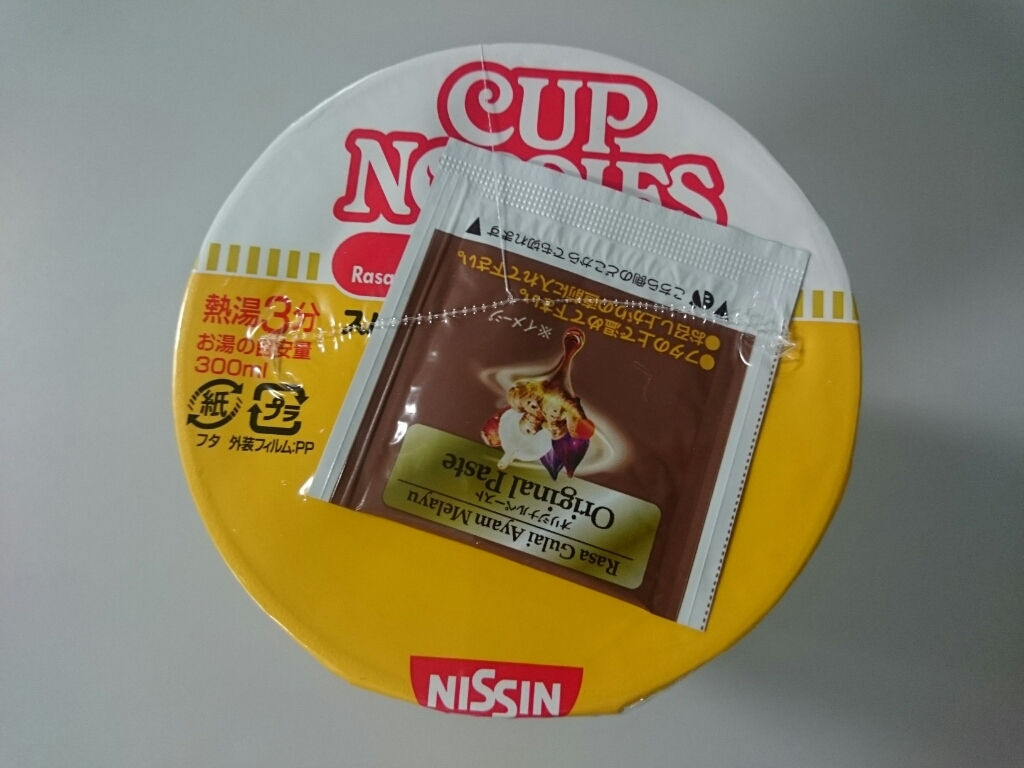 CUP
NOODLES
Rasa
熱湯3分
お湯の目安量
300ml
紙
プラ
フタ 外装フィルム:PP
こちら側のどこからでも切れます
●フタの上で温めて下さい。
●お召し上がりの直前に入れて下さい。
※イメージ
Original Paste
オリジナルペースト
Rasa Gulai Ayam Melayu
NISSIN